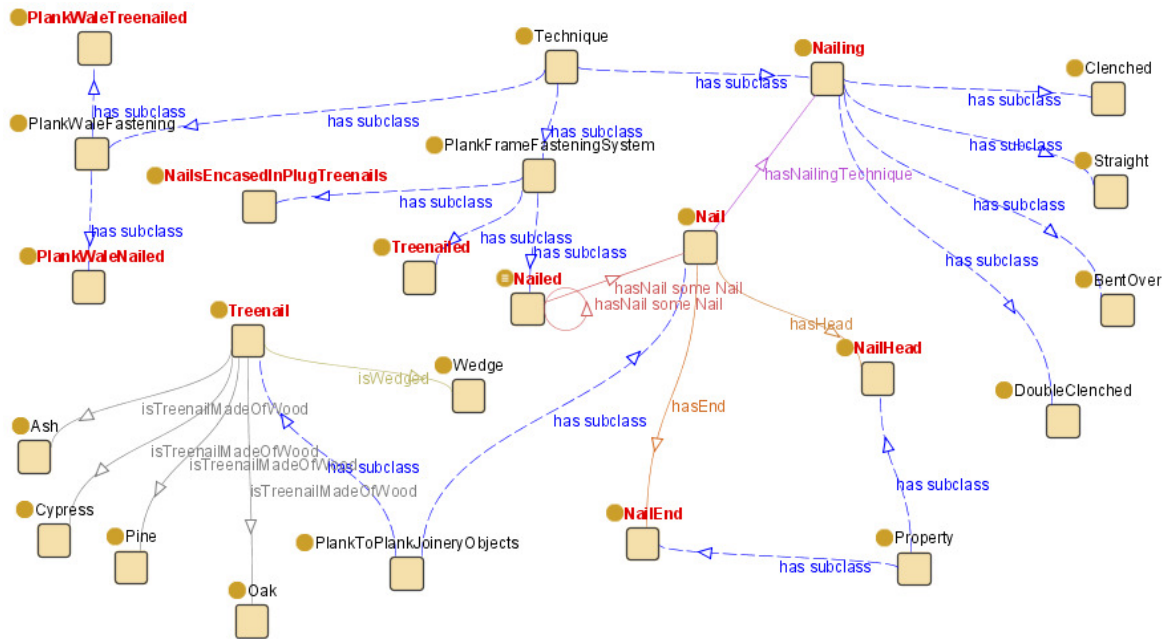 PlankWaleTreenailed
Technique
Nailing
Clenched
has subclass
has subclass
has subclass
PlankWaleFastening
has subclass
has subclass
PlankFrameFasteningSystem
has subclass
Straight
NailsEncasedInPlugTreenails
hasNailingTechnique
has subclass
Nail
has subclass
has subclass
Treenailed
has subclass
has subclass
PlankWaleNailed
Nailed
hasNail some Nail
hasNail some Nail
BentOver
Treenail
hasHead
NailHead
Wedge
isWedged
DoubleClenched
isTreenailMadeOfWood
hasEnd
has subclass
Ash
isTreenailMadeOfWood
isTreenailMadeOfWood
has subclass
isTreenailMadeOfWood
has subclass
Cypress
NailEnd
Pine
PlankToPlankJoineryObjects
Property
has subclass
Oak